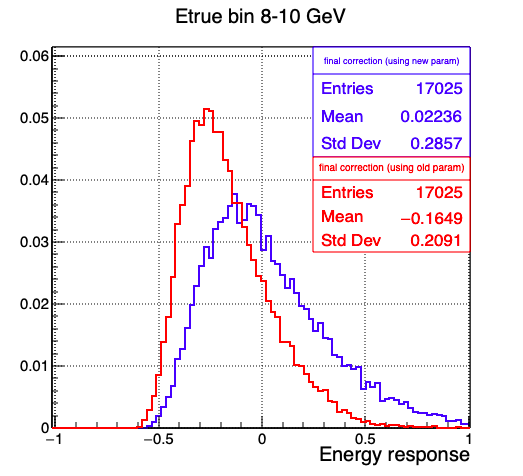 Etrue bin 8-10 GeV
final correction (using new param)
Entries 17025
Mean 0.02236
Std Dev 0.2857
final correction (using old param)
Entries 17025
Mean −0.1649
Std Dev 0.2091
0.06
0.05
0.04
0.03
0.02
0.01
0
−1 −0.5 0 0.5 1
Energy response